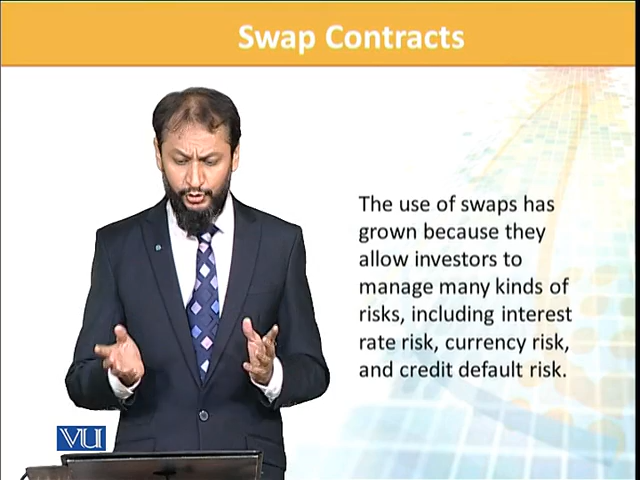 Swap Contracts
The use of swaps has
grown because they
allow investors to
manage many kinds of
risks, including interest
rate risk, currency risk,
and credit default risk.
VU